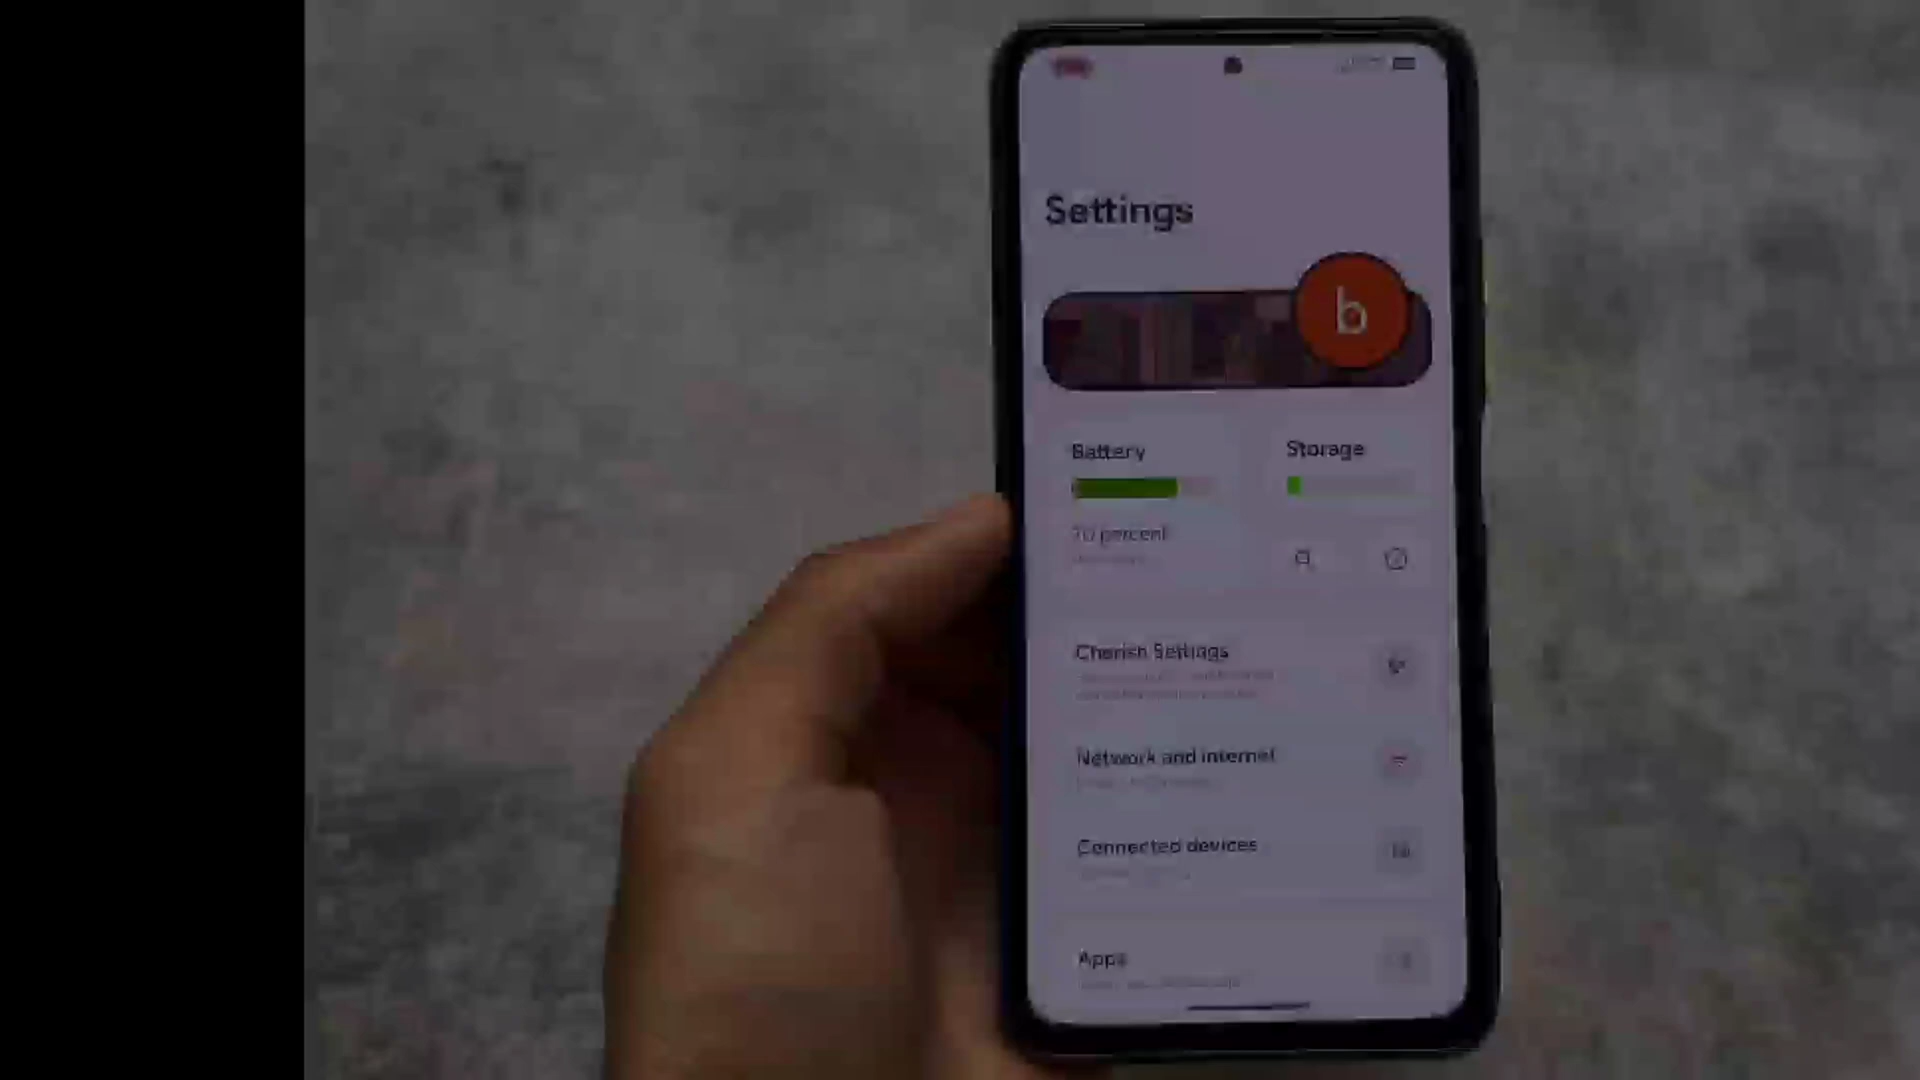 Settings
b
Battery
Storage
70 percent
Cherish Settings
Network and internet
Connected devices
Apps